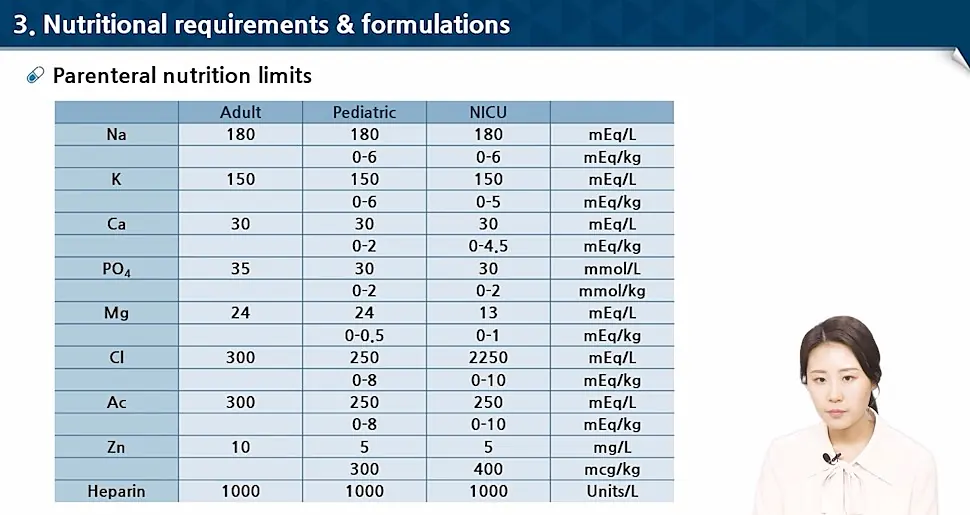 3. Nutritional requirements & formulations
Parenteral nutrition limits
Adult Pediatric NICU
Na 180 180 180 mEq/L
0-6 0-6 mEq/kg
K 150 150 150 mEq/L
0-6 0-5 mEq/kg
Ca 30 30 30 mEq/L
0-2 0-4.5 mEq/kg
PO₄ 35 30 30 mmol/L
0-2 0-2 mmol/kg
Mg 24 24 13 mEq/L
0-0.5 0-1 mEq/kg
Cl 300 250 2250 mEq/L
0-8 0-10 mEq/kg
Ac 300 250 250 mEq/L
0-8 0-10 mEq/kg
Zn 10 5 5 mg/L
300 400 mcg/kg
Heparin 1000 1000 1000 Units/L